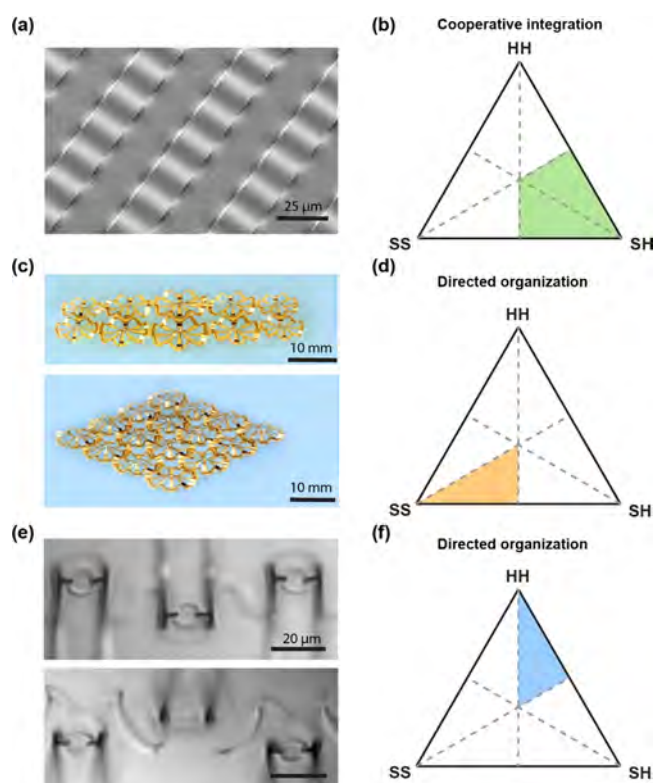 (a)
25 µm
(b)
Cooperative integration
HH
SS
SH
(c)
10 mm
10 mm
(d)
Directed organization
HH
SS
SH
(e)
20 µm
(f)
Directed organization
HH
SS
SH